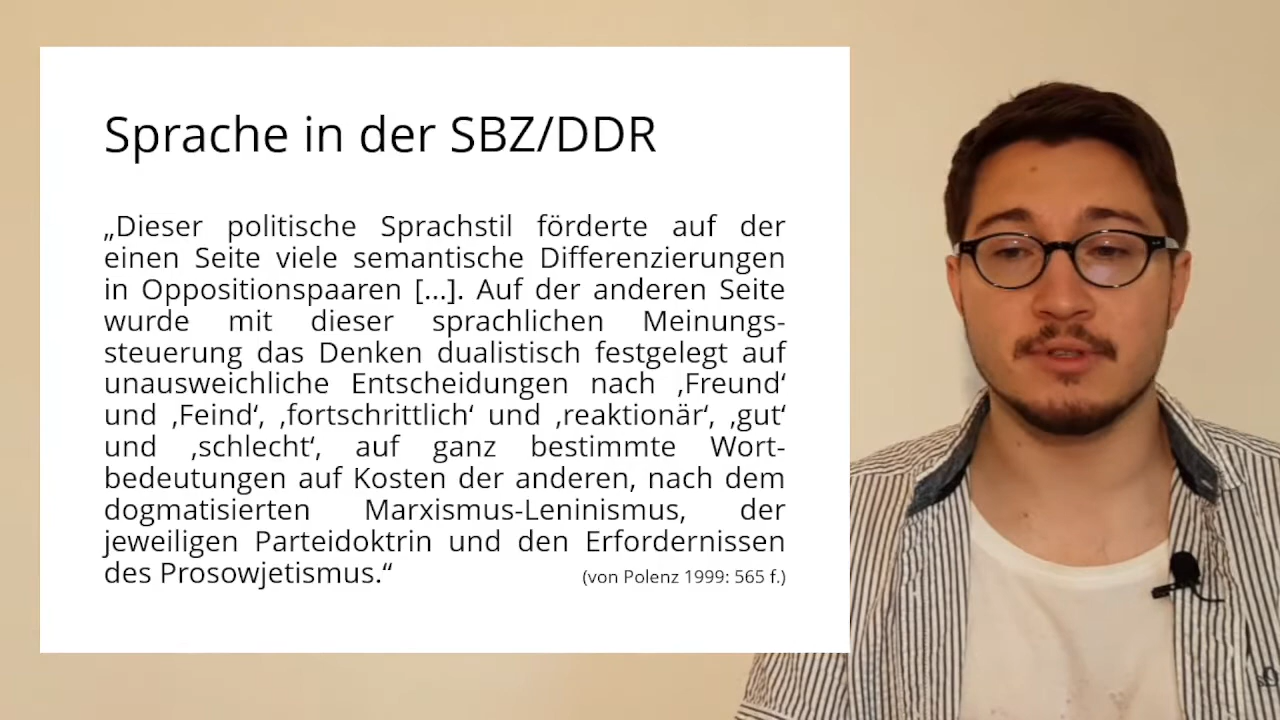 Sprache in der SBZ/DDR
„Dieser politische Sprachstil förderte auf der
einen Seite viele semantische Differenzierungen
in Oppositionspaaren [...]. Auf der anderen Seite
wurde mit dieser sprachlichen Meinungs-
steuerung das Denken dualistisch festgelegt auf
unausweichliche Entscheidungen nach ‚Freund‘
und ‚Feind‘, ‚fortschrittlich‘ und ‚reaktionär‘, ‚gut‘
und ‚schlecht‘, auf ganz bestimmte Wort-
bedeutungen auf Kosten der anderen, nach dem
dogmatisierten Marxismus-Leninismus, der
jeweiligen Parteidoktrin und den Erfordernissen
des Prosowjetismus.“ (von Polenz 1999: 565 f.)